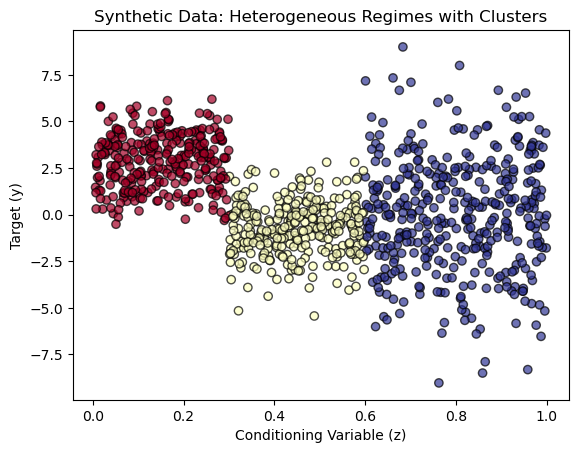 Synthetic Data: Heterogeneous Regimes with Clusters
7.5
5.0
2.5
0.0
−2.5
−5.0
−7.5
Target (y)
0.0 0.2 0.4 0.6 0.8 1.0
Conditioning Variable (z)